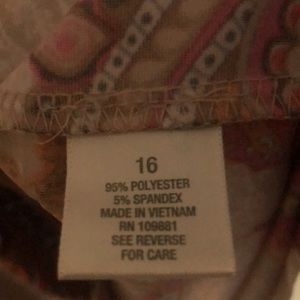 16
95% POLYESTER
5% SPANDEX
MADE IN VIETNAM
RN 109881
SEE REVERSE
FOR CARE